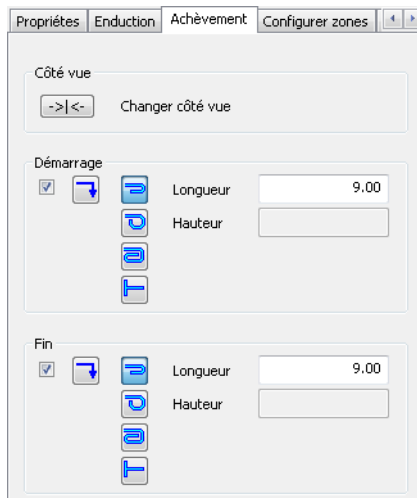 Propriétes Enduction Achèvement Configurer zones
Côté vue
->|<- Changer côté vue
Démarrage
Longueur 9.00
Hauteur
Fin
Longueur 9.00
Hauteur